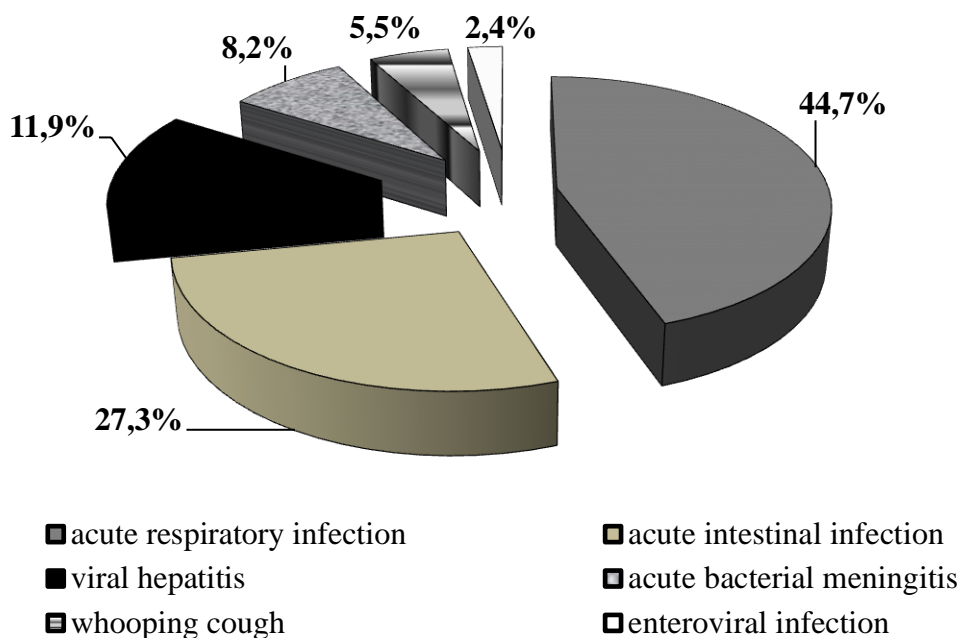 5,5%
2,4%
8,2%
44,7%
11,9%
27,3%
acute respiratory infection
acute intestinal infection
viral hepatitis
acute bacterial meningitis
whooping cough
enteroviral infection